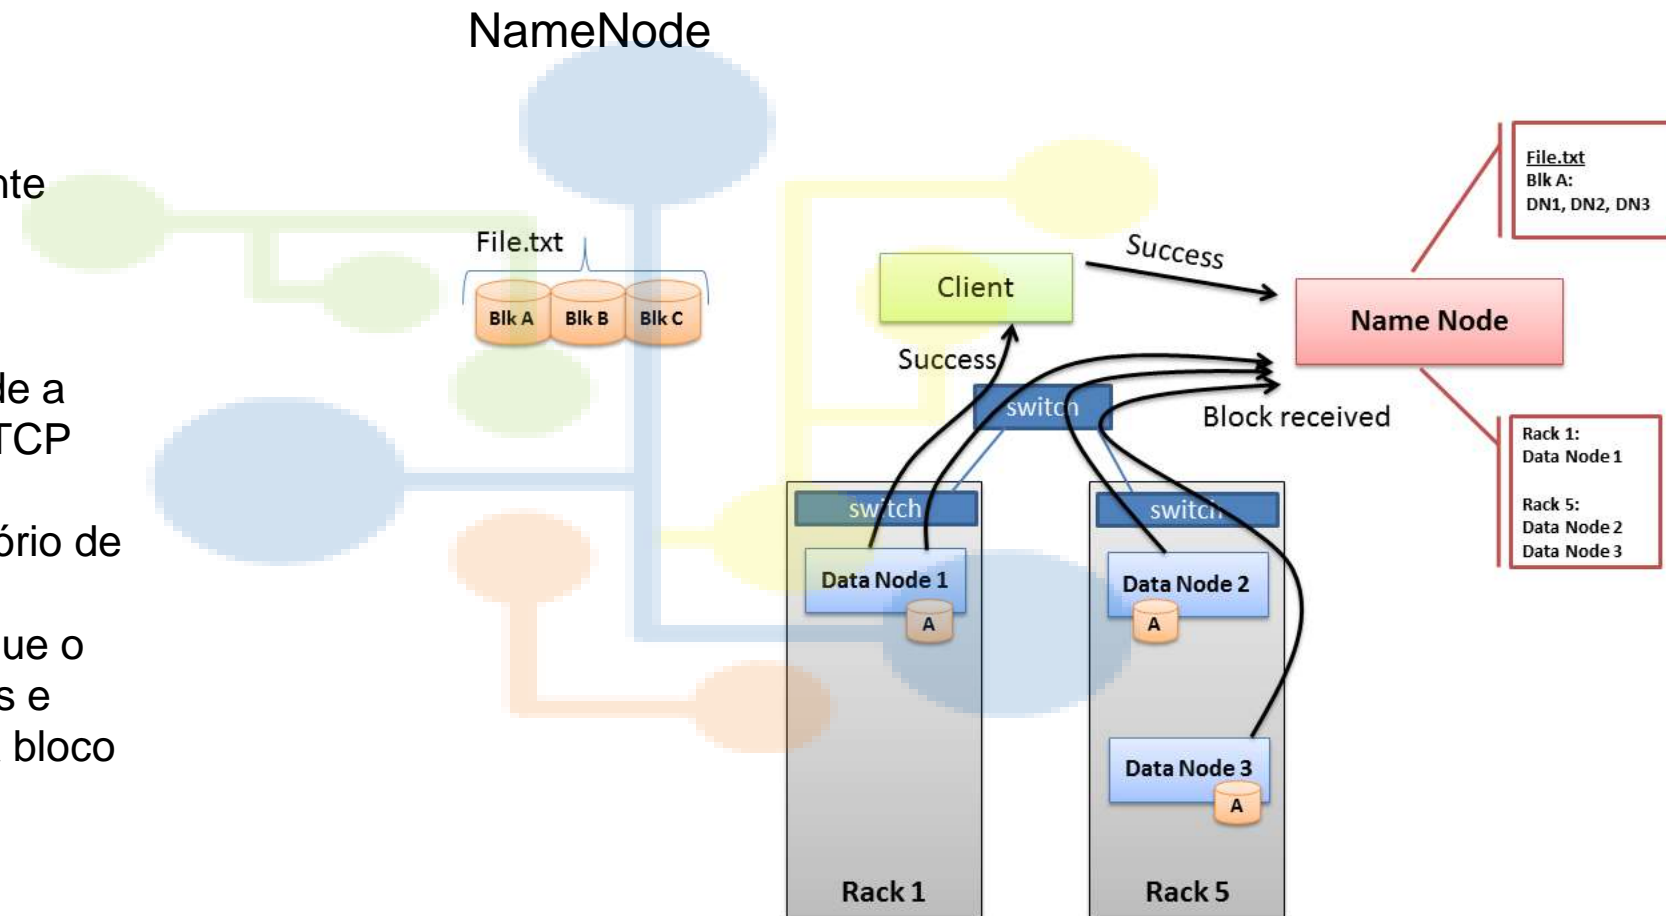 NameNode
nte
de a
TCP
ório de
ue o
s e
bloco
File.txt
Blk A
Blk B
Blk C
Client
Success
Success
Name Node
File.txt
Blk A:
DN1, DN2, DN3
switch
Block received
Rack 1:
Data Node 1
Rack 5:
Data Node 2
Data Node 3
switch
switch
Data Node 1
A
Data Node 2
A
Data Node 3
A
Rack 1
Rack 5